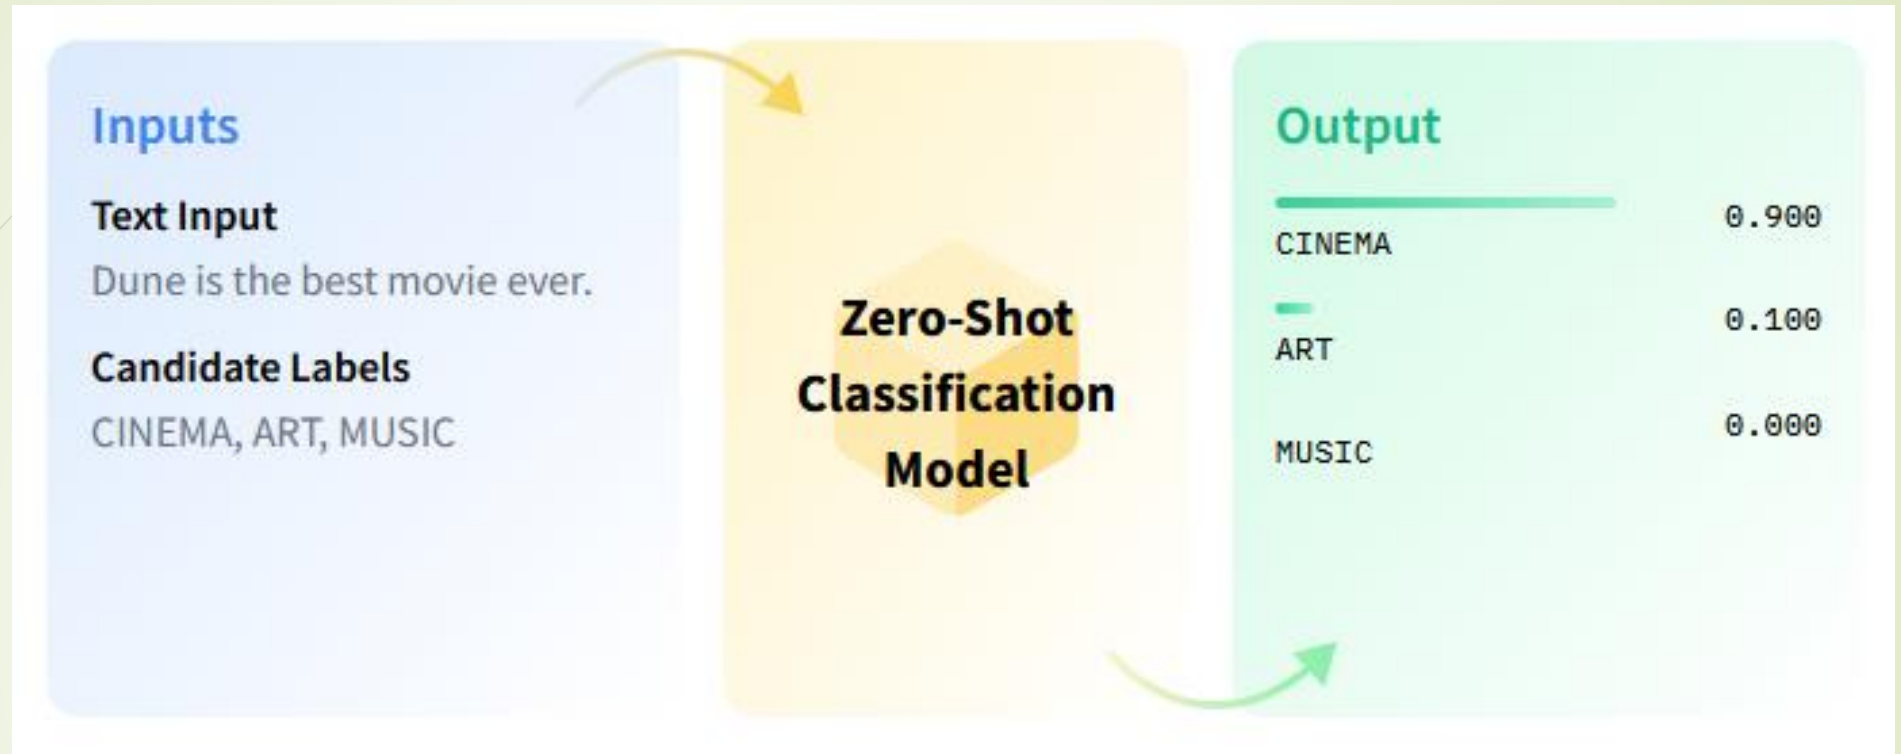 Inputs
Text Input
Dune is the best movie ever.
Candidate Labels
CINEMA, ART, MUSIC
Zero-Shot
Classification
Model
Output
CINEMA 0.900
ART 0.100
MUSIC 0.000